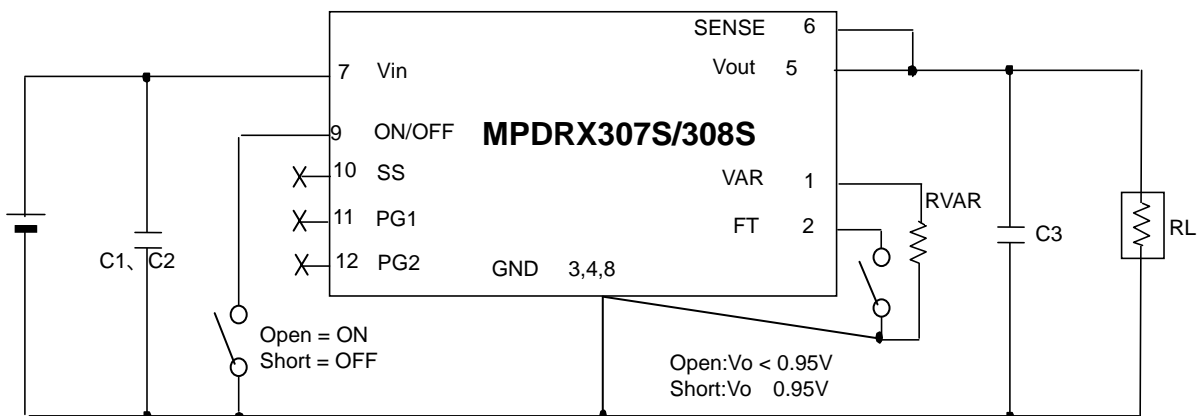 SENSE 6
7 Vin
Vout 5
9 ON/OFF
MPDRX307S/308S
10 SS
VAR 1
RVAR
11 PG1
FT 2
C3
RL
C1、C2
12 PG2
GND 3,4,8
Open = ON
Short = OFF
Open:Vo < 0.95V
Short:Vo 0.95V